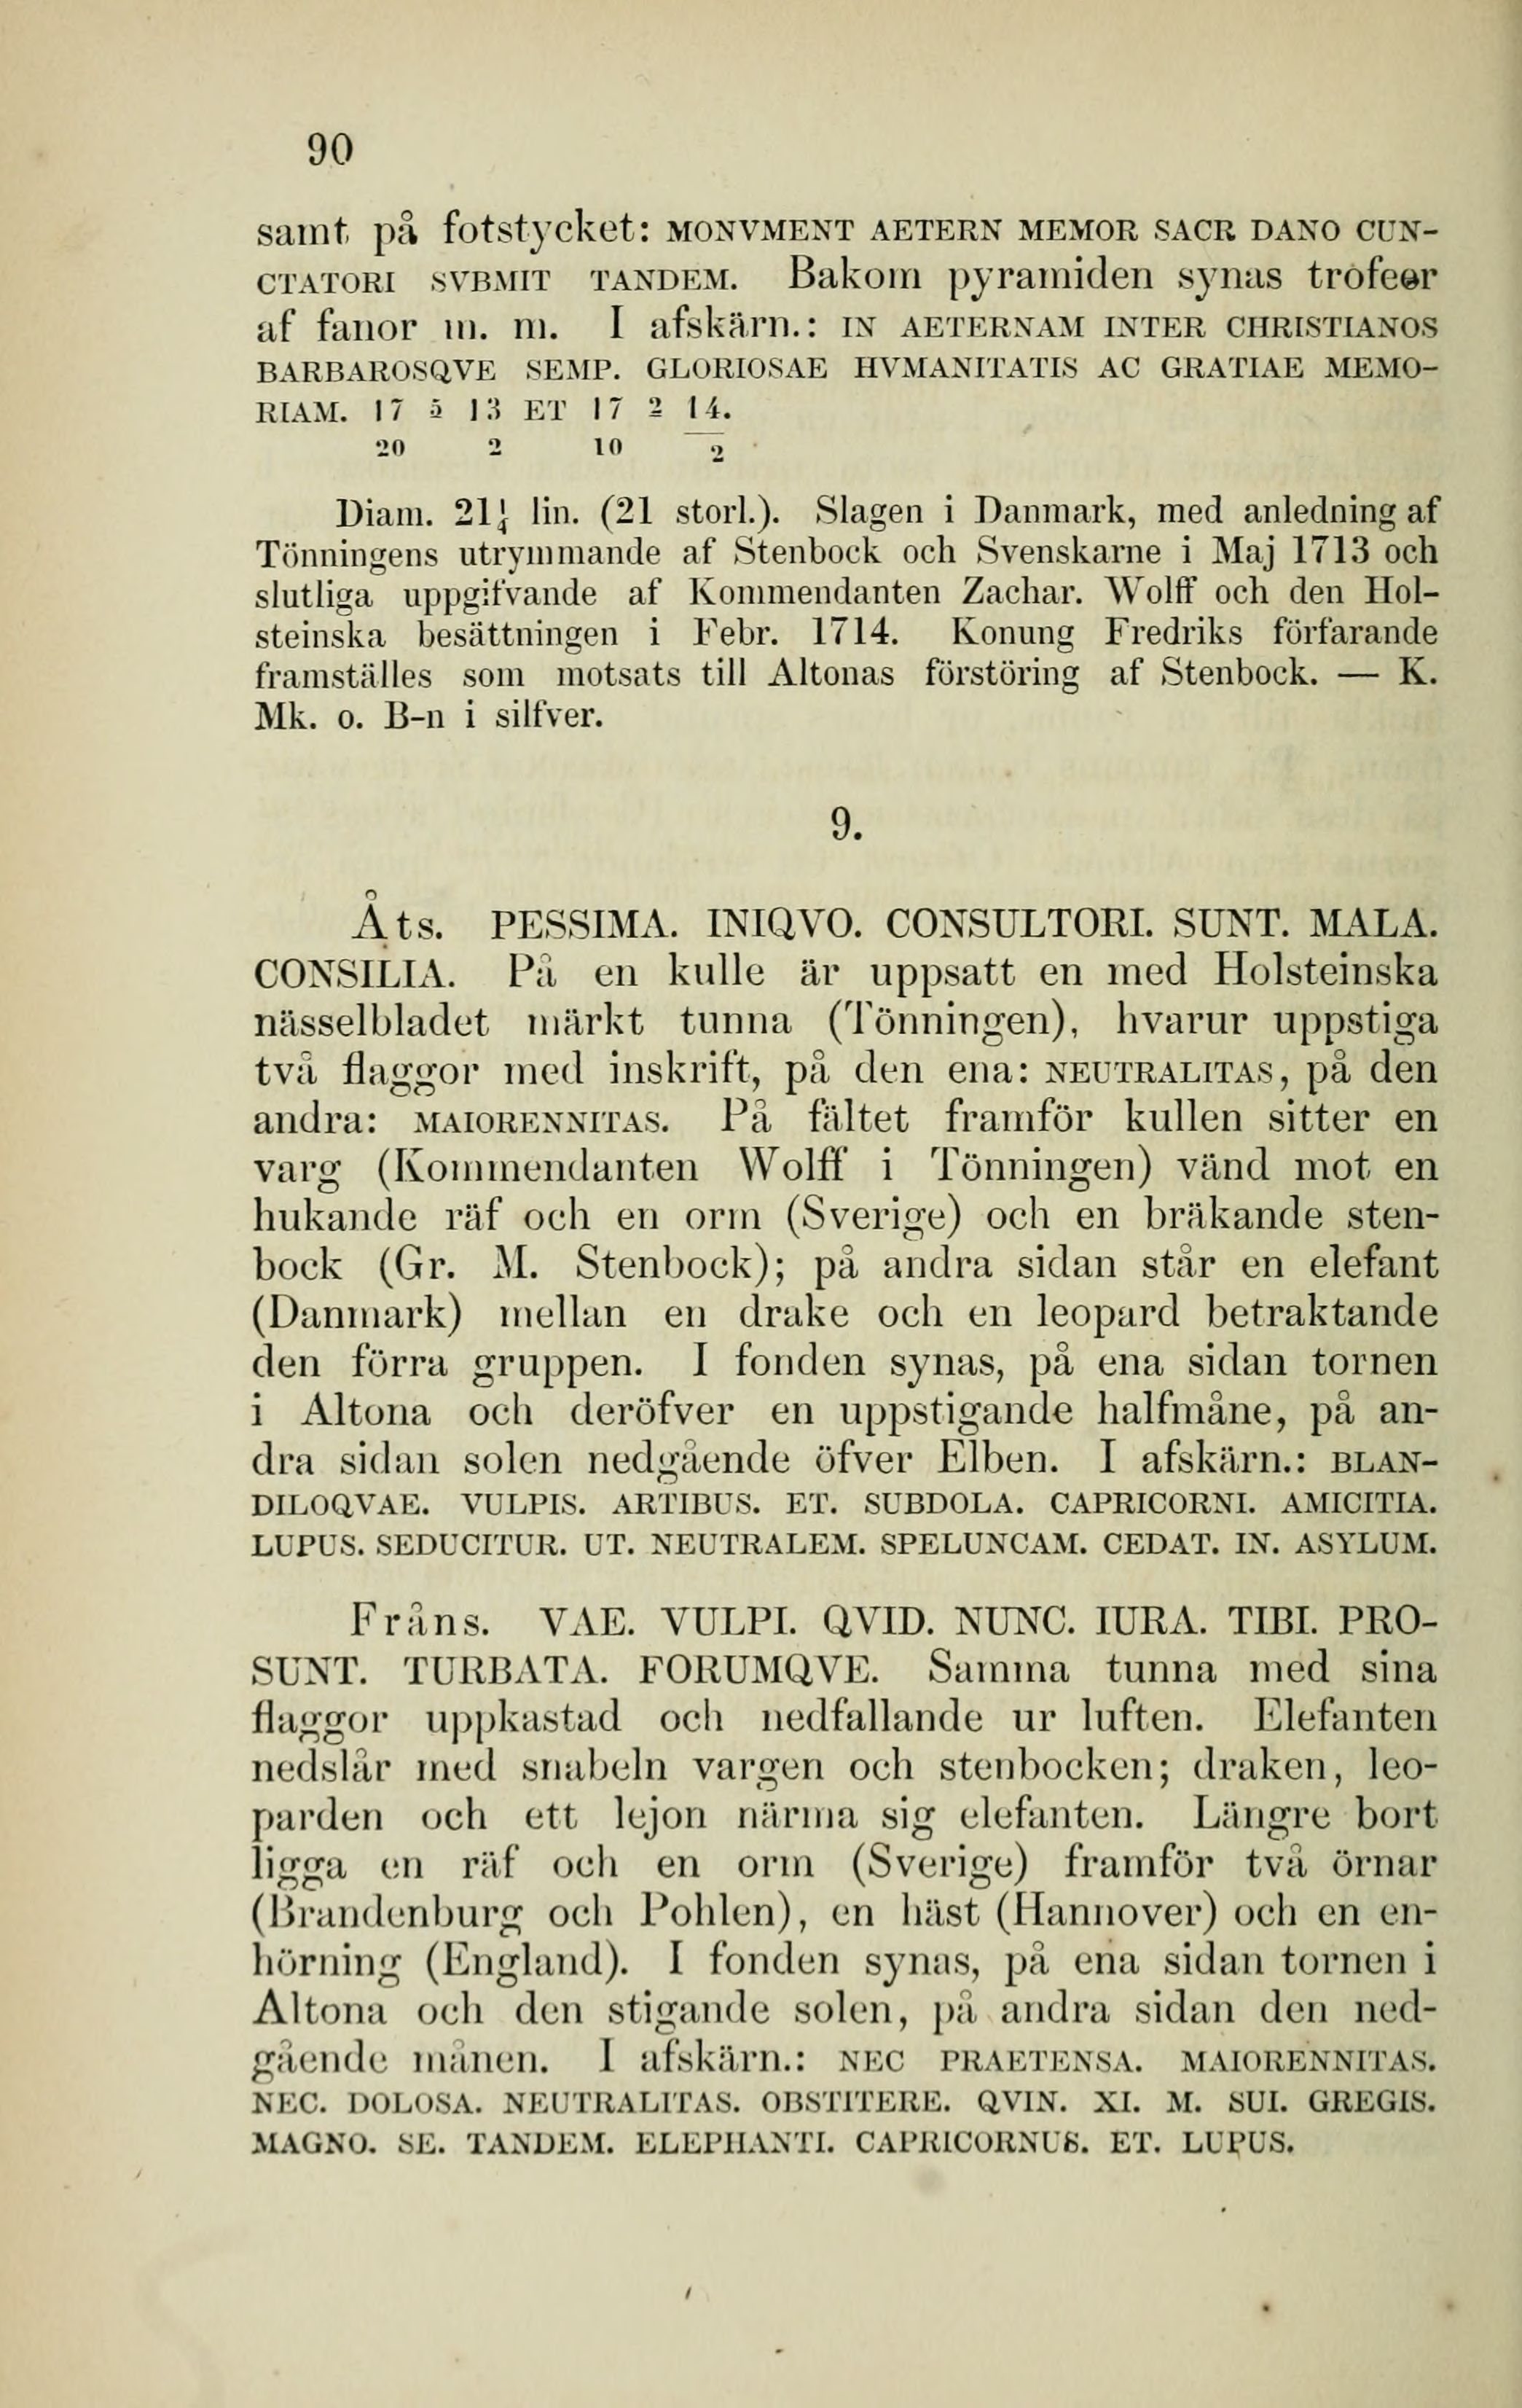 90
samt på fotstycket: MONVMENT AETERN MEMOR SACR DANO CUN-
CTATORI SVBMIT TANDEM. Bakom pyramiden synas trofeer
af fanor m. m. I afskärn.: IN AETERNAM INTER CHRISTIANOS
BARBAROSQVE SEMP. GLORIOSAE HVMANITATIS AC GRATIAE MEMO-
RIAM. 17 5 13 ET 17 2 14.
20 2 10 2
Diam. 21½ lin. (21 storl.). Slagen i Danmark, med anledning af
Tönningens utrymmande af Stenbock och Svenskarne i Maj 1713 och
slutliga uppgifvande af Kommendanten Zachar. Wolff och den Hol-
steinska besättningen i Febr. 1714. Konung Fredriks förfarande
framställes som motsats till Altonas förstöring af Stenbock. — K.
Mk. o. B-n i silfver.
9.
Åts. PESSIMA. INIQVO. CONSULTORI. SUNT. MALA.
CONSILIA. På en kulle är uppsatt en med Holsteinska
nässelbladet märkt tunna (Tönningen), hvarur uppstiga
två flaggor med inskrift, på den ena: NEUTRALITAS, på den
andra: MAIORENNITAS. På fältet framför kullen sitter en
varg (Kommendanten Wolff i Tönningen) vänd mot en
hukande räf och en orm (Sverige) och en bräkande sten-
bock (Gr. M. Stenbock); på andra sidan står en elefant
(Danmark) mellan en drake och en leopard betraktande
den förra gruppen. I fonden synas, på ena sidan tornen
i Altona och deröfver en uppstigande halfmåne, på an-
dra sidan solen nedgående öfver Elben. I afskärn.: BLAN-
DILOQVAE. VULPIS. ARTIBUS. ET. SUBDOLA. CAPRICORNI. AMICITIA.
LUPUS. SEDUCITUR. UT. NEUTRALEM. SPELUNCAM. CEDAT. IN. ASYLUM.
Fråns. VAE. VULPI. QVID. NUNC. IURA. TIBI. PRO-
SUNT. TURBATA. FORUMQVE. Samma tunna med sina
flaggor uppkastad och nedfallande ur luften. Elefanten
nedslår med snabeln vargen och stenbocken; draken, leo-
parden och ett lejon närma sig elefanten. Längre bort
ligga en räf och en orm (Sverige) framför två örnar
(Brandenburg och Pohlen), en häst (Hannover) och en en-
hörning (England). I fonden synas, på ena sidan tornen i
Altona och den stigande solen, på andra sidan den ned-
gående månen. I afskärn.: NEC PRAETENSA. MAIORENNITAS.
NEC. DOLOSA. NEUTRALITAS. OBSTITERE. QVIN. XI. M. SUI. GREGIS.
MAGNO. SE. TANDEM. ELEPHANTI. CAPRICORNUS. ET. LUPUS.